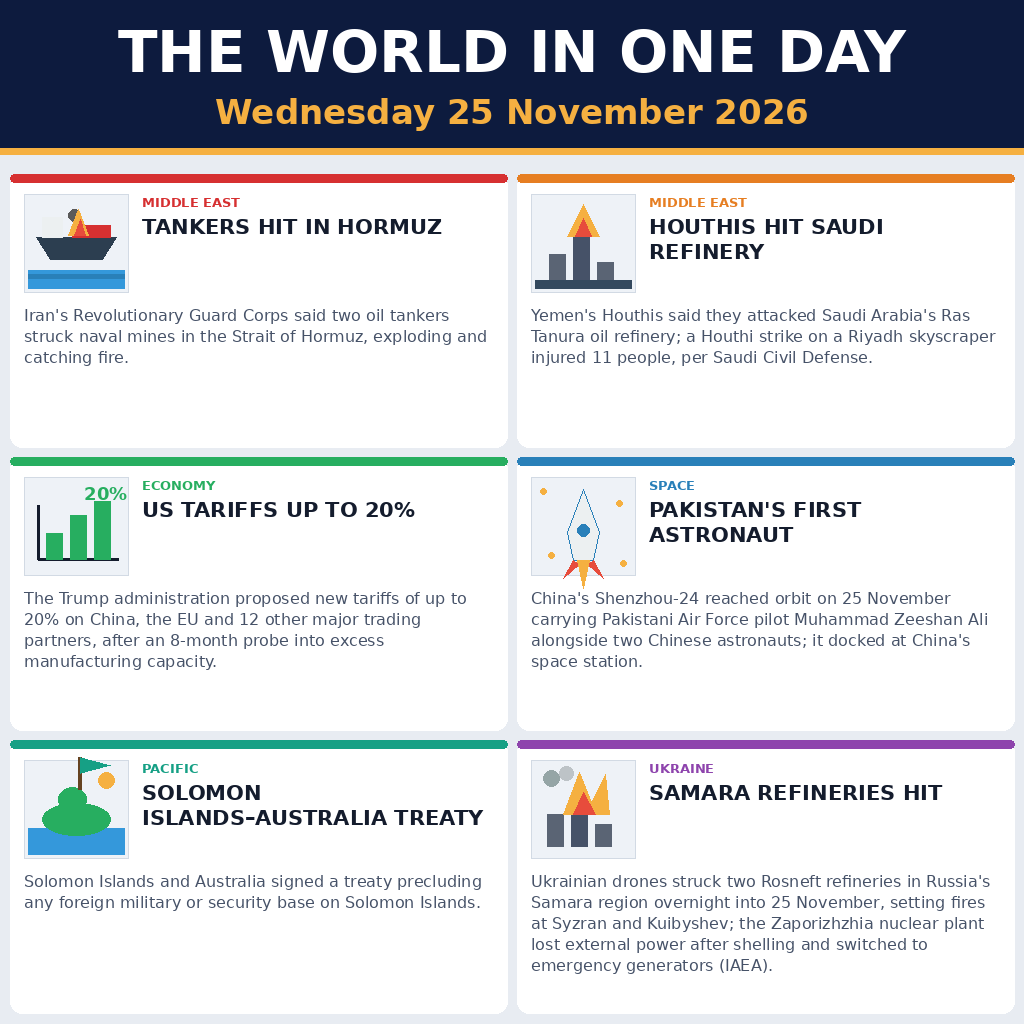 THE WORLD IN ONE DAY
Wednesday 25 November 2026
MIDDLE EAST
TANKERS HIT IN HORMUZ
Iran's Revolutionary Guard Corps said two oil tankers
struck naval mines in the Strait of Hormuz, exploding and
catching fire.
MIDDLE EAST
HOUTHIS HIT SAUDI
REFINERY
Yemen's Houthis said they attacked Saudi Arabia's Ras
Tanura oil refinery; a Houthi strike on a Riyadh skyscraper
injured 11 people, per Saudi Civil Defense.
20%
ECONOMY
US TARIFFS UP TO 20%
The Trump administration proposed new tariffs of up to
20% on China, the EU and 12 other major trading
partners, after an 8-month probe into excess
manufacturing capacity.
SPACE
PAKISTAN'S FIRST
ASTRONAUT
China's Shenzhou-24 reached orbit on 25 November
carrying Pakistani Air Force pilot Muhammad Zeeshan Ali
alongside two Chinese astronauts; it docked at China's
space station.
PACIFIC
SOLOMON
ISLANDS–AUSTRALIA TREATY
Solomon Islands and Australia signed a treaty precluding
any foreign military or security base on Solomon Islands.
UKRAINE
SAMARA REFINERIES HIT
Ukrainian drones struck two Rosneft refineries in Russia's
Samara region overnight into 25 November, setting fires
at Syzran and Kuibyshev; the Zaporizhzhia nuclear plant
lost external power after shelling and switched to
emergency generators (IAEA).